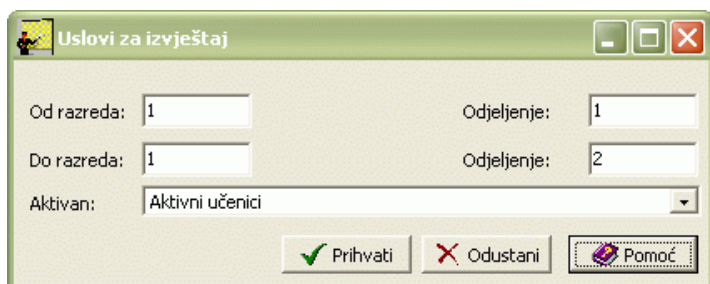 Uslovi za izvještaj
Od razreda: 1 Odjeljenje: 1
Do razreda: 1 Odjeljenje: 2
Aktivan: Aktivni učenici
Prihvati Odustani Pomoć